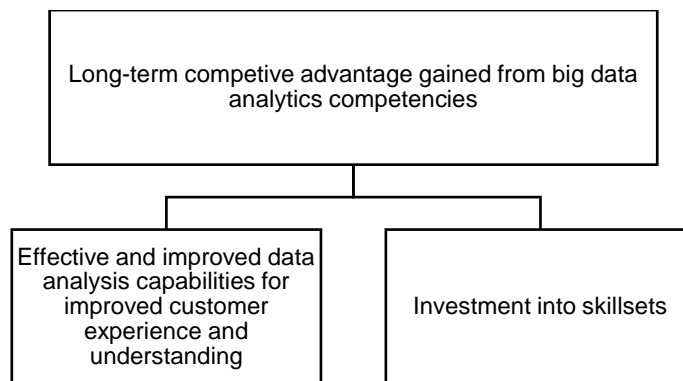 Long-term competive advantage gained from big data
analytics competencies
Effective and improved data
analysis capabilities for
improved customer
experience and
understanding
Investment into skillsets